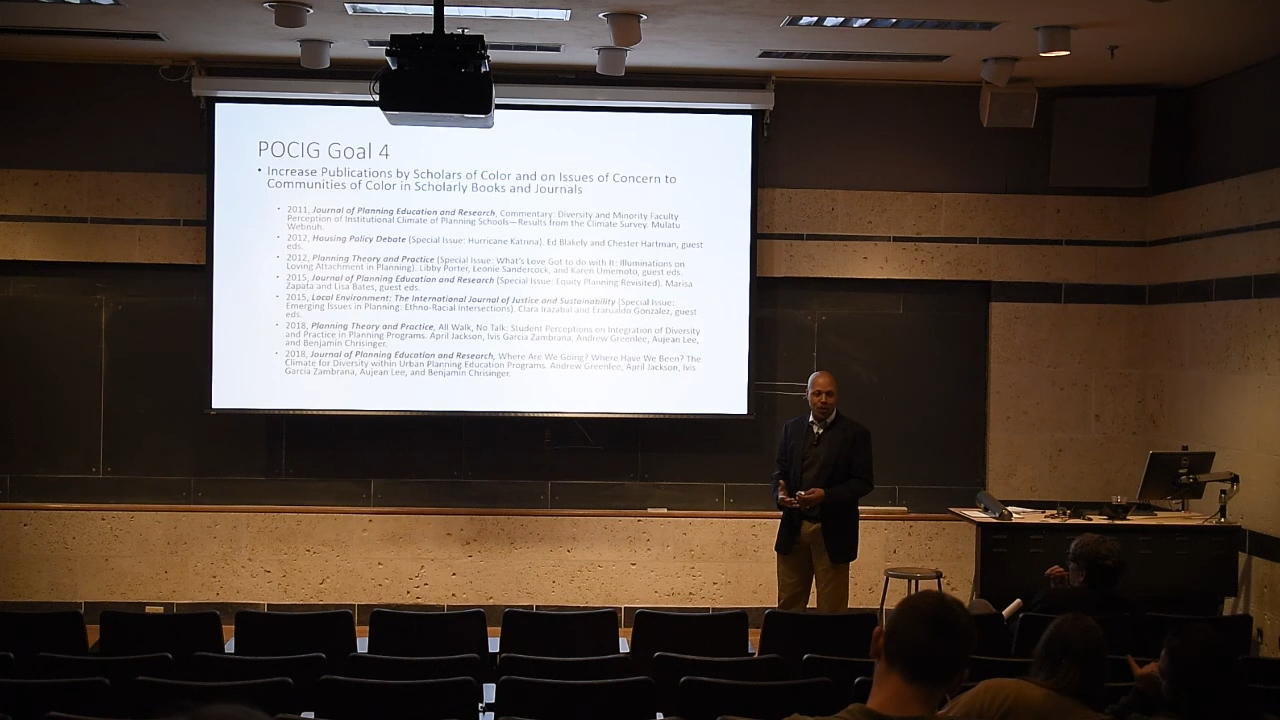 POCIG Goal 4
• Increase Publications by Scholars of Color and on Issues of Concern to
Communities of Color in Scholarly Books and Journals
• 2011, Journal of Planning Education and Research, Commentary: Diversity and Minority Faculty
Perception of Institutional Climate of Planning Schools—Results from the Climate Survey. Mulatu
Webnuh.
• 2012, Housing Policy Debate (Special Issue: Hurricane Katrina). Ed Blakely and Chester Hartman, guest
eds.
• 2012, Planning Theory and Practice (Special Issue: What's Love Got to do with It: Illuminations on
Loving Attachment in Planning). Libby Porter, Leonie Sandercock, and Karen Umemoto, guest eds.
• 2015, Journal of Planning Education and Research (Special Issue: Equity Planning Revisited). Marisa
Zapata and Lisa Bates, guest eds.
• 2015, Local Environment: The International Journal of Justice and Sustainability (Special Issue:
Emerging Issues in Planning: Ethno-Racial Intersections). Clara Irazabal and Gonzalez, guest
eds.
• 2018, Planning Theory and Practice, All Walk, No Talk: Student Perceptions on Integration of Diversity
and Practice in Planning Programs. April Jackson, Ivis Garcia Zambrana, Andrew Greenlee, Aujean Lee,
and Benjamin Chrisinger.
• 2018, Journal of Planning Education and Research, Where Are We Going? Where Have We Been? The
Climate for Diversity within Urban Planning Education Programs. Andrew Greenlee, April Jackson, Ivis
Garcia Zambrana, Aujean Lee, and Benjamin Chrisinger.